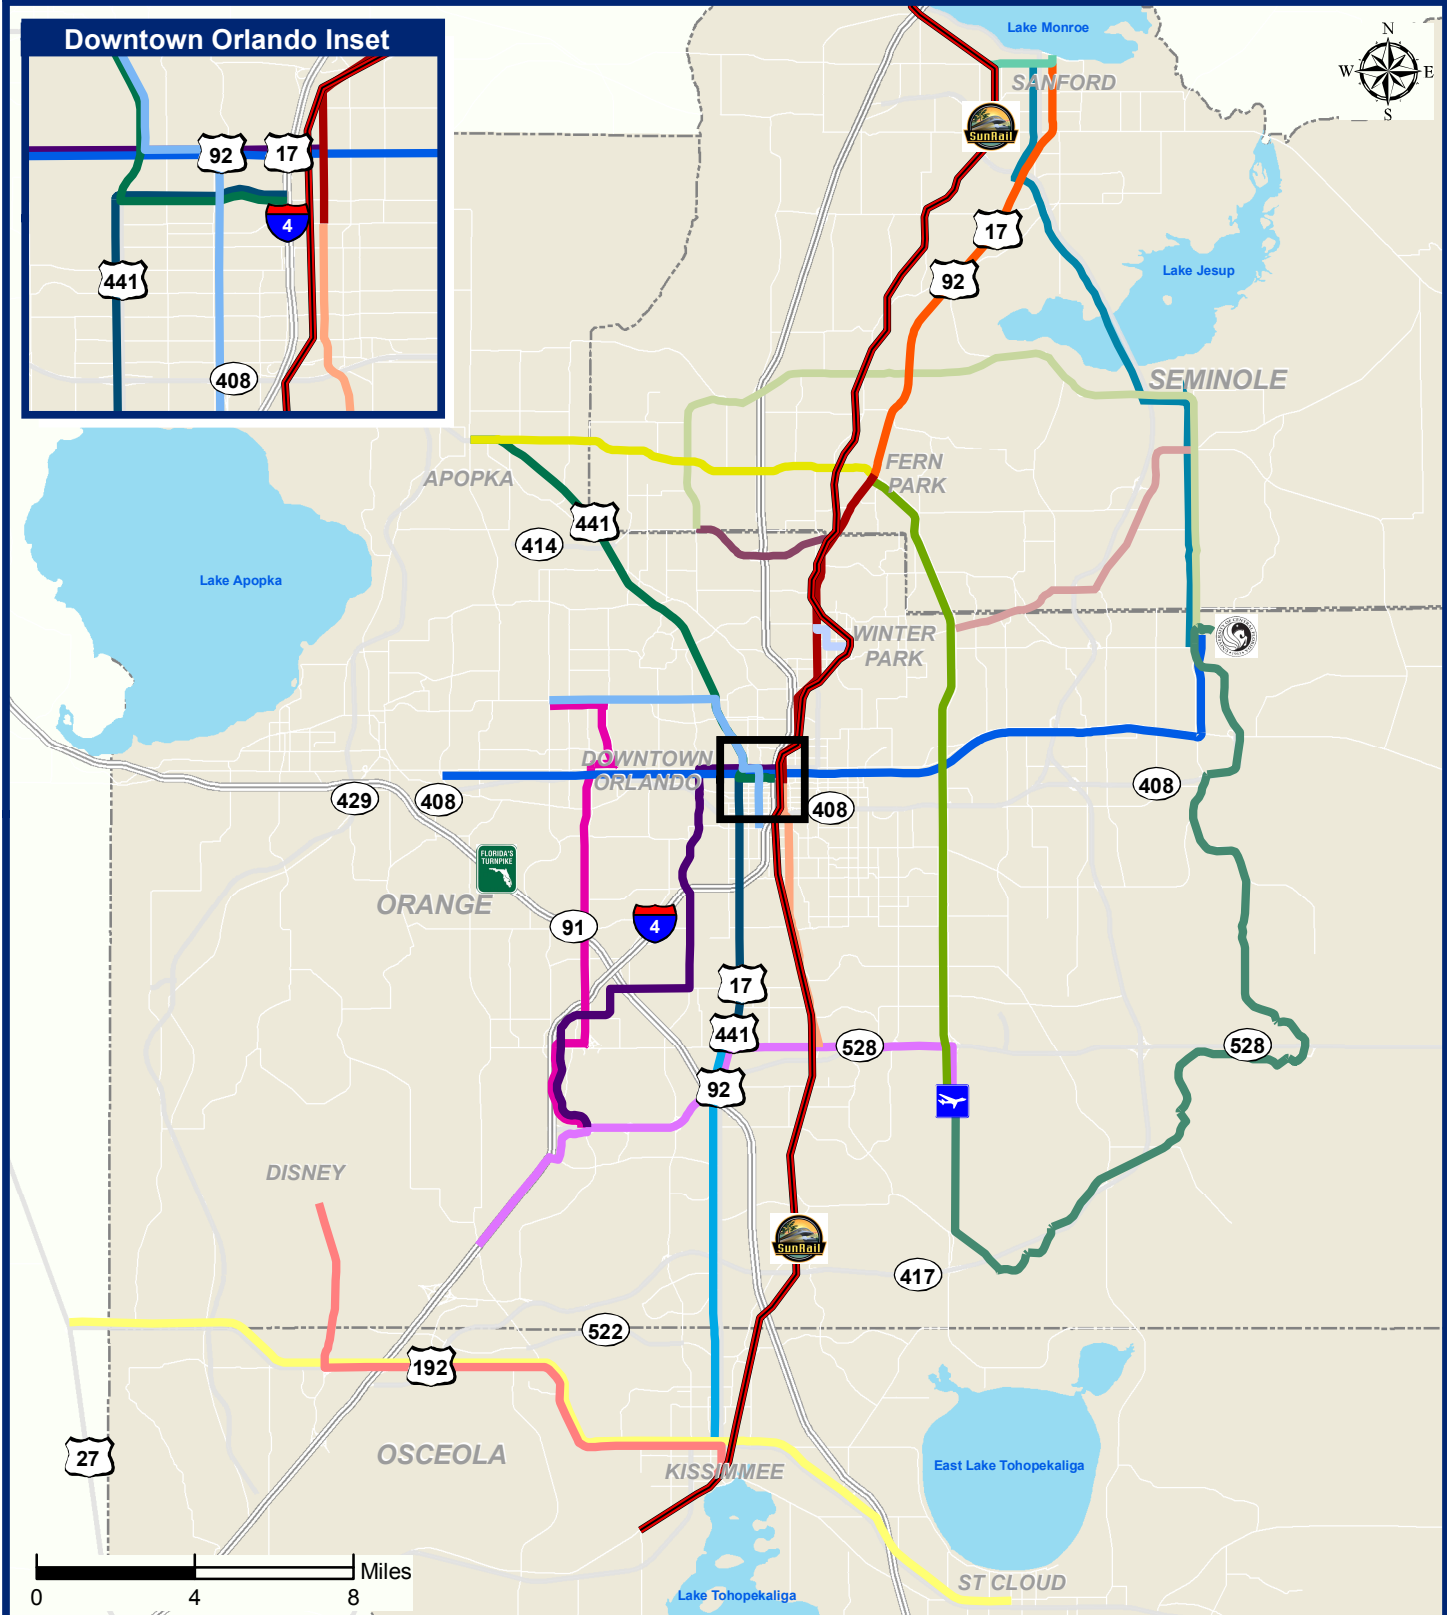 Downtown Orlando Inset
92
17
4
441
408
Lake Monroe
N
W
E
S
SANFORD
SunRail
17
92
Lake Jesup
SEMINOLE
FERN
PARK
APOPKA
441
414
Lake Apopka
WINTER
PARK
DOWNTOWN
ORLANDO
429
408
408
408
FLORIDA'S
TURNPIKE
ORANGE
91
4
17
441
528
528
92
DISNEY
SunRail
417
522
192
27
OSCEOLA
KISSIMMEE
East Lake Tohopekaliga
ST CLOUD
Lake Tohopekaliga
Miles
0
4
8